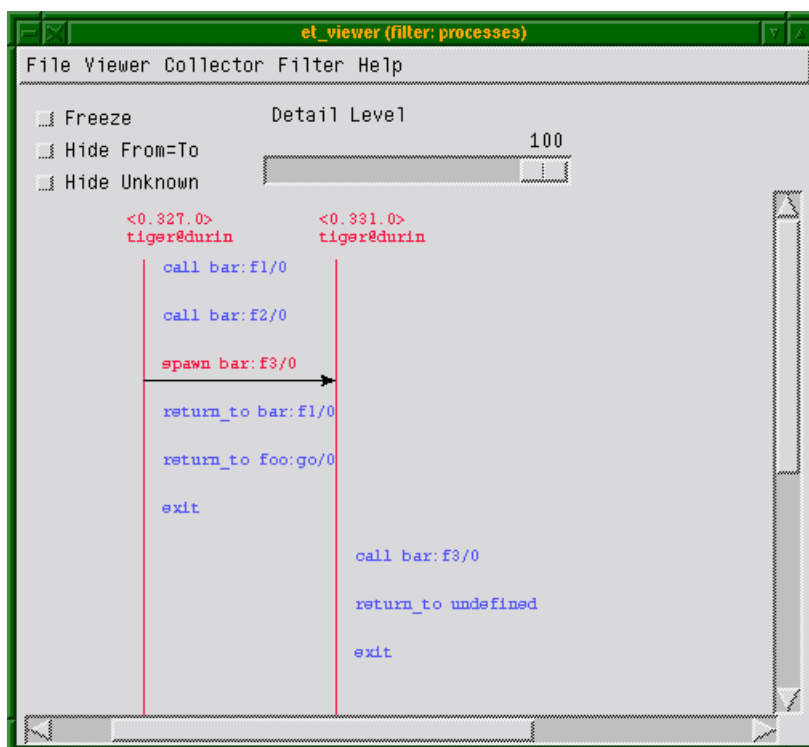 et_viewer (filter: processes)
File Viewer Collector Filter Help
Freeze
Detail Level
Hide From=To
100
Hide Unknown
<0.327.0> <0.331.0>
tiger@durin tiger@durin
call bar:f1/0
call bar:f2/0
spawn bar:f3/0
return_to bar:f1/0
return_to foo:go/0
exit
call bar:f3/0
return_to undefined
exit